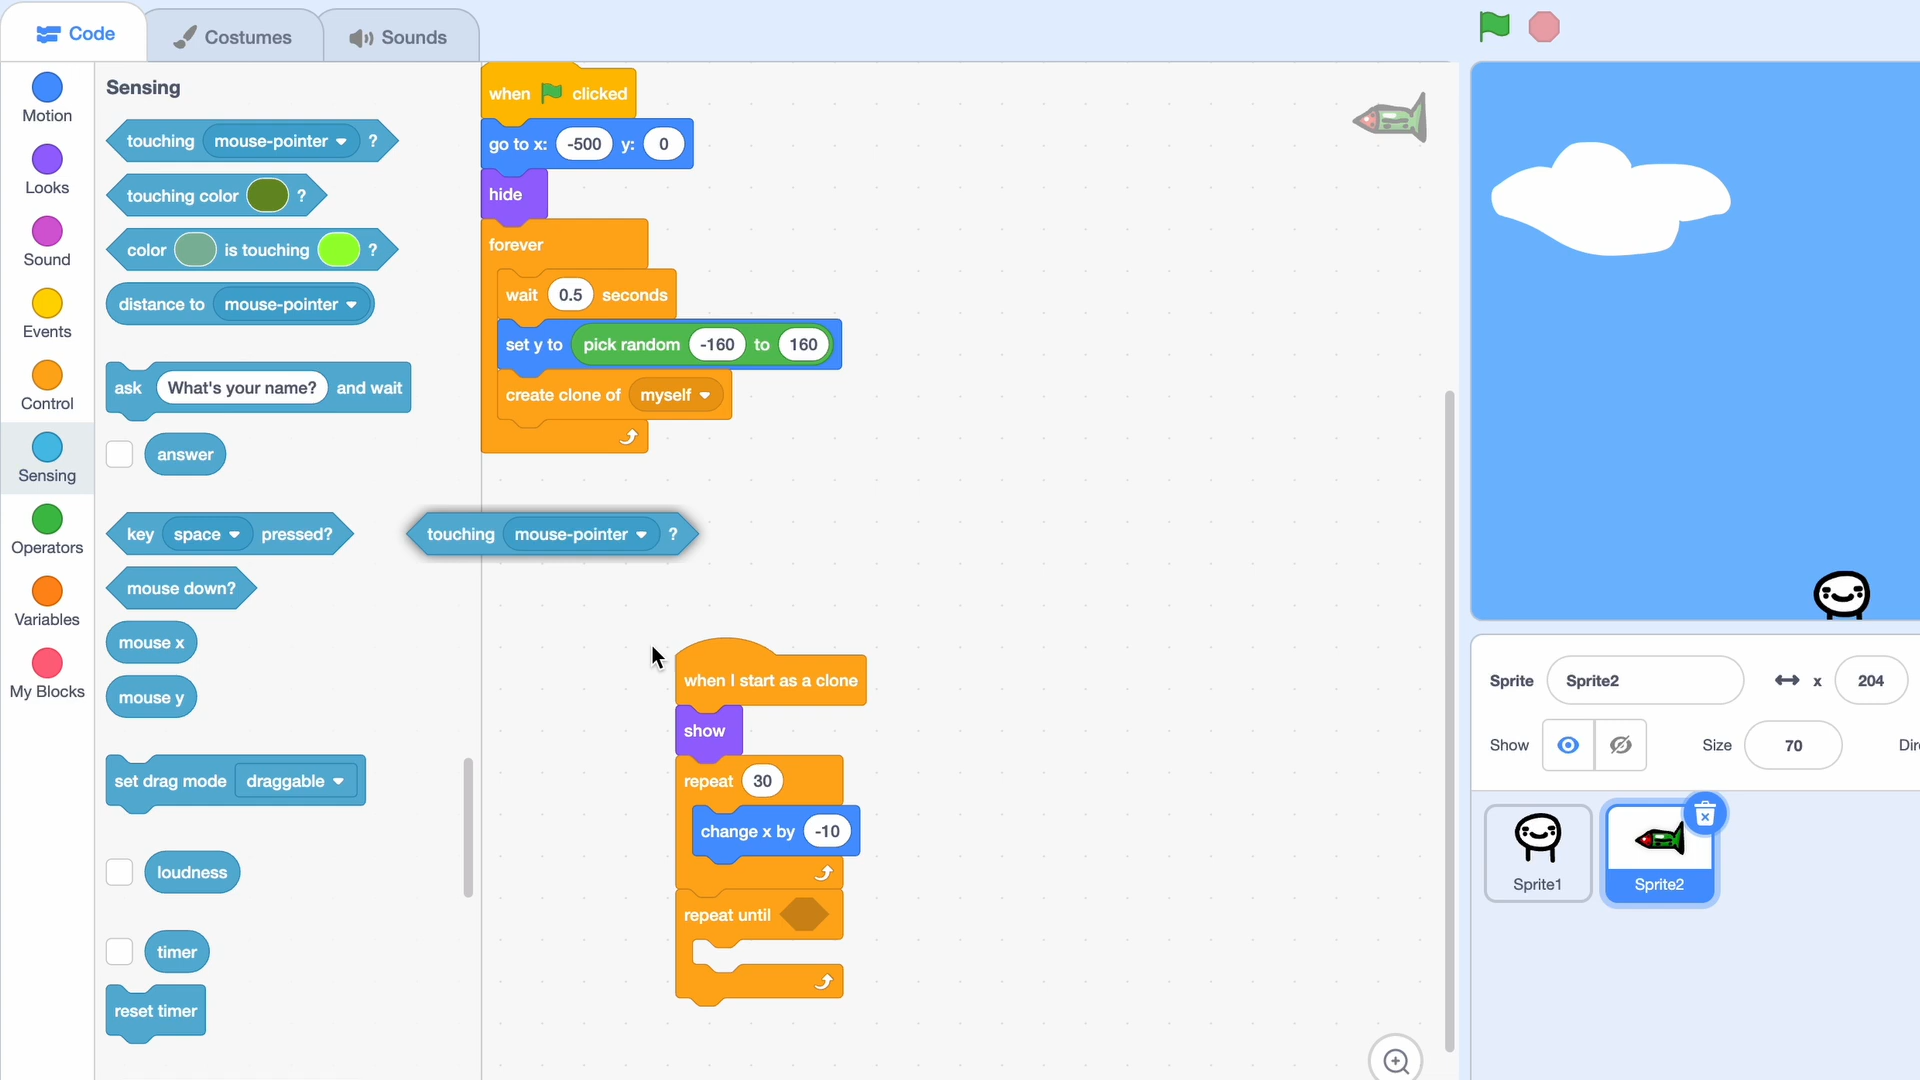 Code
Costumes
Sounds
Motion
Looks
Sound
Events
Control
Sensing
Operators
Variables
My Blocks
Sensing
touching mouse-pointer ?
touching color ?
color is touching ?
distance to mouse-pointer
ask What's your name? and wait
answer
key space pressed?
mouse down?
mouse x
mouse y
set drag mode draggable
loudness
timer
reset timer
when clicked
go to x: -500 y: 0
hide
forever
wait 0.5 seconds
set y to pick random -160 to 160
create clone of myself
touching mouse-pointer ?
when I start as a clone
show
repeat 30
change x by -10
repeat until
Sprite Sprite2 x 204
Show Size 70
Sprite1
Sprite2